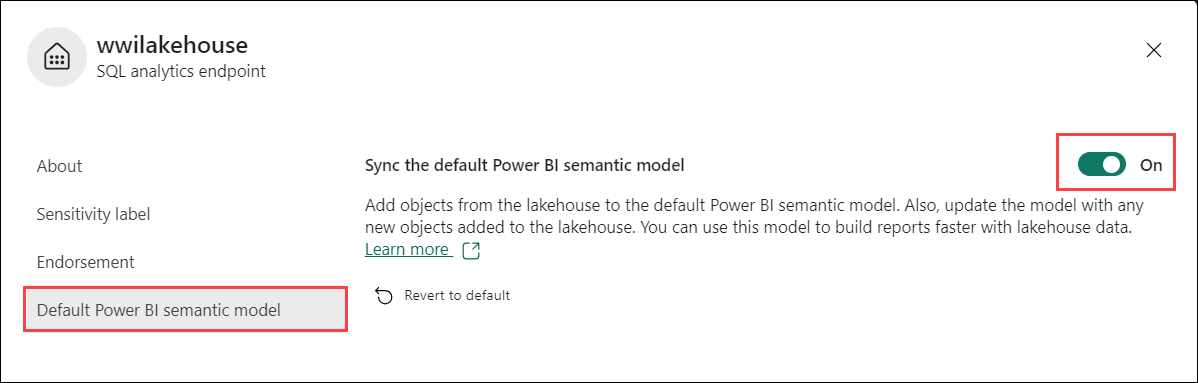 wwilakehouse
SQL analytics endpoint
About
Sensitivity label
Endorsement
Default Power BI semantic model
Sync the default Power BI semantic model
On
Add objects from the lakehouse to the default Power BI semantic model. Also, update the model with any
new objects added to the lakehouse. You can use this model to build reports faster with lakehouse data.
Learn more
Revert to default